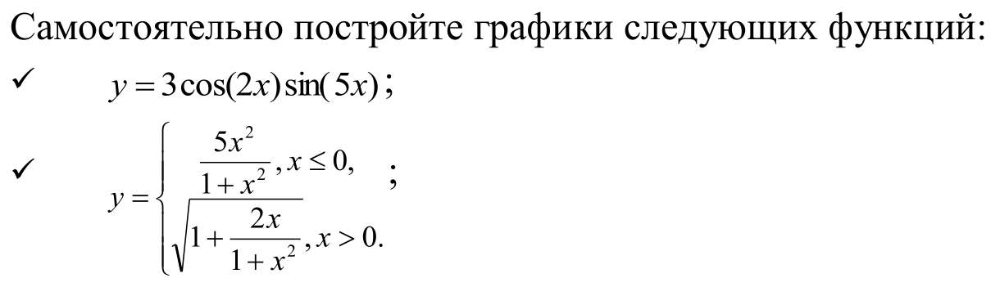 Самостоятельно постройте графики следующих функций:
✓ y = 3cos(2x)sin(5x);
✓ y = { 5x²/(1 + x²), x ≤ 0,
√(1 + 2x/(1 + x²)), x > 0. ;